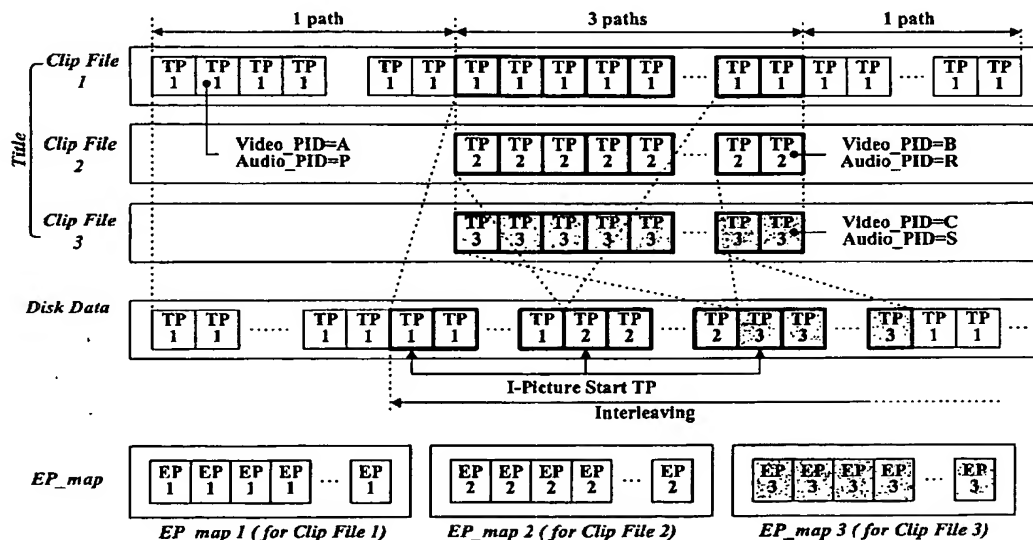 1 path 3 paths 1 path
Title
Clip File 1
TP 1 TP 1 TP 1 TP 1 TP 1 TP 1 TP 1 TP 1 TP 1 TP 1 TP 1 ····· TP 1 TP 1 TP 1 TP 1 ····· TP 1 TP 1
Video_PID=A
Audio_PID=P
Clip File 2
TP 2 TP 2 TP 2 TP 2 TP 2 ····· TP 2 TP 2
Video_PID=B
Audio_PID=R
Clip File 3
TP 3 TP 3 TP 3 TP 3 TP 3 ····· TP 3 TP 3
Video_PID=C
Audio_PID=S
Disk Data
TP 1 TP 1 ····· TP 1 TP 1 TP 1 TP 1 ····· TP 1 TP 2 TP 2 ····· TP 2 TP 3 TP 3 ····· TP 3 TP 1 TP 1 ····
I-Picture Start TP
Interleaving
EP_map
EP 1 EP 1 EP 1 EP 1 ··· EP 1
EP 2 EP 2 EP 2 EP 2 ··· EP 2
EP 3 EP 3 EP 3 EP 3 ··· EP 3
EP_map 1 ( for Clip File 1) EP_map 2 ( for Clip File 2) EP_map 3 ( for Clip File 3)